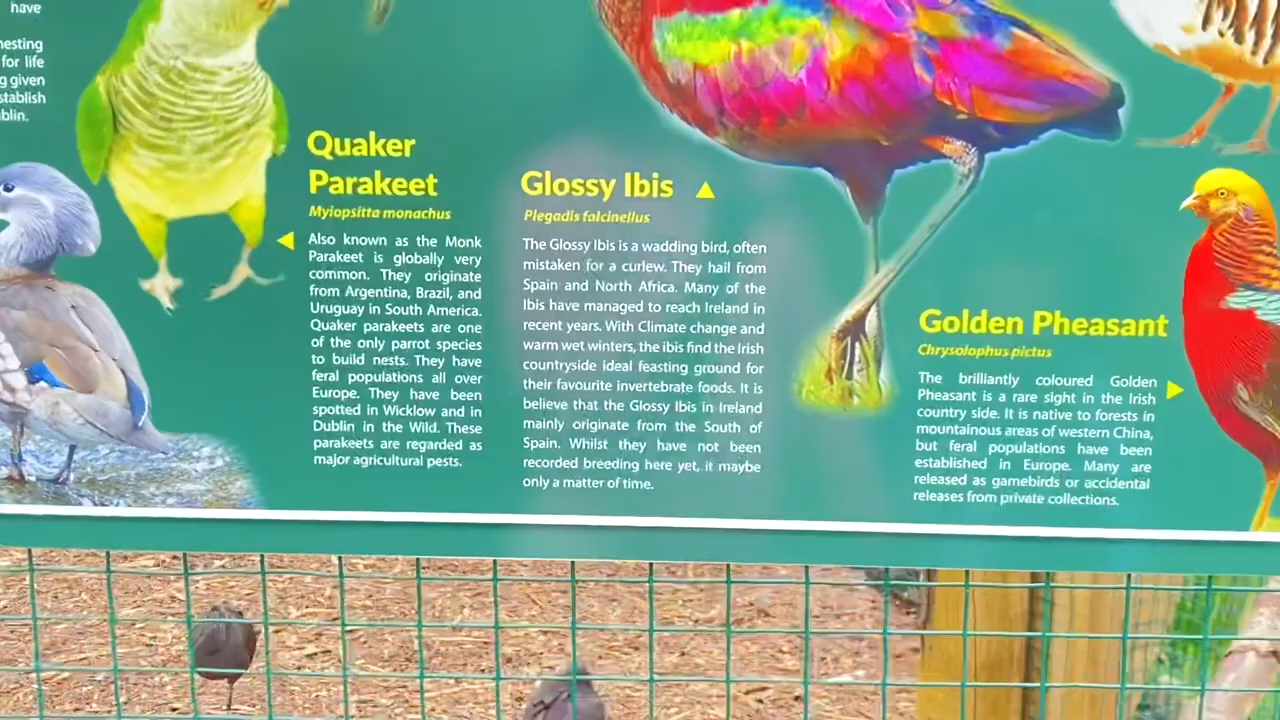 have
nesting
for life
g given
stablish
blin.
Quaker
Parakeet
Myiopsitta monachus
Also known as the Monk
Parakeet is globally very
common. They originate
from Argentina, Brazil, and
Uruguay in South America.
Quaker parakeets are one
of the only parrot species
to build nests. They have
feral populations all over
Europe. They have been
spotted in Wicklow and in
Dublin in the Wild. These
parakeets are regarded as
major agricultural pests.
Glossy Ibis
Plegadis falcinellus
The Glossy Ibis is a wadding bird, often
mistaken for a curlew. They hail from
Spain and North Africa. Many of the
Ibis have managed to reach Ireland in
recent years. With Climate change and
warm wet winters, the ibis find the Irish
countryside ideal feasting ground for
their favourite invertebrate foods. It is
believe that the Glossy Ibis in Ireland
mainly originate from the South of
Spain. Whilst they have not been
recorded breeding here yet, it maybe
only a matter of time.
Golden Pheasant
Chrysolophus pictus
The brilliantly coloured Golden
Pheasant is a rare sight in the Irish
country side. It is native to forests in
mountainous areas of western China,
but feral populations have been
established in Europe. Many are
released as gamebirds or accidental
releases from private collections.